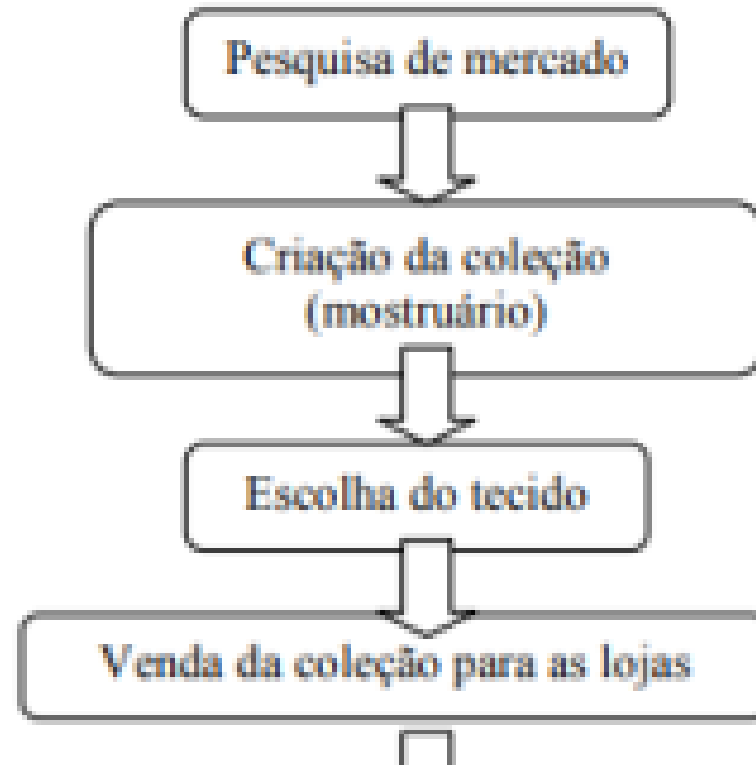 Pesquisa de mercado
Criação da coleção
(mostruário)
Escolha do tecido
Venda da coleção para as lojas